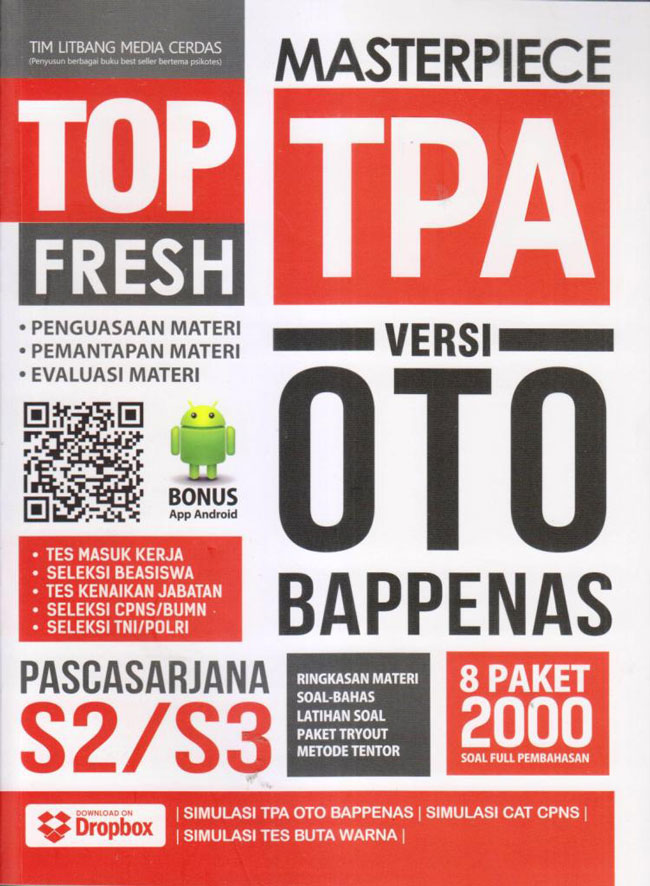 TIM LITBANG MEDIA CERDAS
(Penyusun berbagai buku best seller bertema psikotes)
TOP
FRESH
• PENGUASAAN MATERI
• PEMANTAPAN MATERI
• EVALUASI MATERI
BONUS
App Android
• TES MASUK KERJA
• SELEKSI BEASISWA
• TES KENAIKAN JABATAN
• SELEKSI CPNS/BUMN
• SELEKSI TNI/POLRI
MASTERPIECE
TPA
VERSI
OTO
BAPPENAS
PASCASARJANA
S2/S3
RINGKASAN MATERI
SOAL-BAHAS
LATIHAN SOAL
PAKET TRYOUT
METODE TENTOR
8 PAKET
2000
SOAL FULL PEMBAHASAN
DOWNLOAD ON
Dropbox
| SIMULASI TPA OTO BAPPENAS | SIMULASI CAT CPNS |
| SIMULASI TES BUTA WARNA |